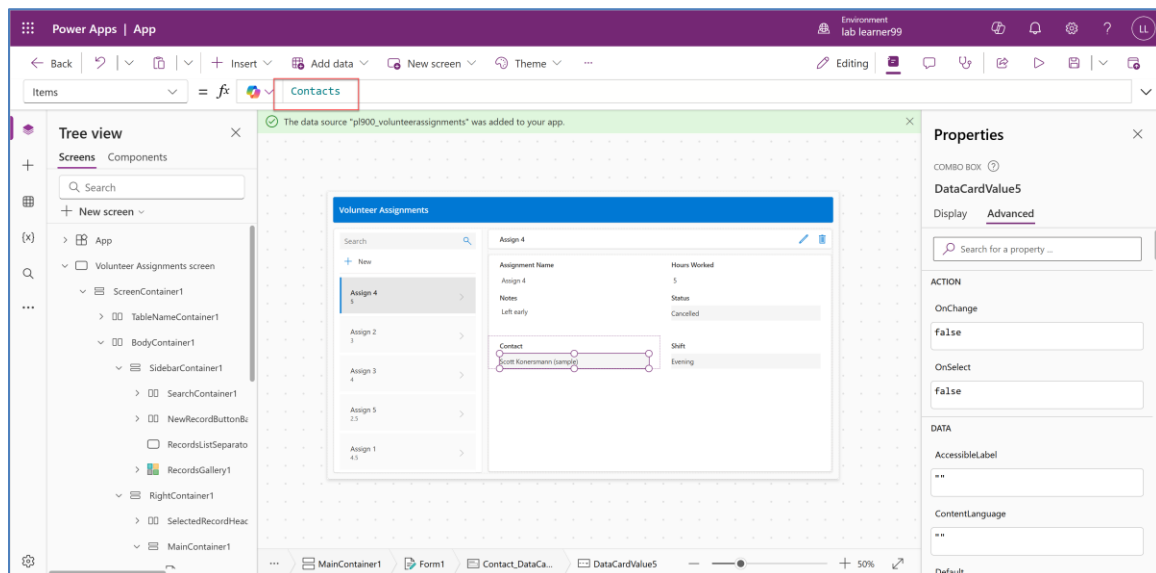 Power Apps | App
Environment
lab learner99
LL
Back
Insert
Add data
New screen
Theme
Editing
Items
= fx
Contacts
The data source "pl900_volunteerassignments" was added to your app.
Tree view
Screens Components
Search
New screen
App
Volunteer Assignments screen
ScreenContainer1
TableNameContainer1
BodyContainer1
SidebarContainer1
SearchContainer1
NewRecordButtonBa
RecordsListSeparato
RecordsGallery1
RightContainer1
SelectedRecordHeac
MainContainer1
Volunteer Assignments
Search
New
Assign 4
5
Assign 2
3
Assign 3
4
Assign 5
2.5
Assign 1
4.5
Assign 4
Assignment Name Hours Worked
Assign 4 5
Notes Status
Left early Cancelled
Contact Shift
Scott Konersmann (sample) Evening
... MainContainer1 Form1 Contact_DataCa... DataCardValue5
50%
Properties
COMBO BOX
DataCardValue5
Display Advanced
Search for a property ...
ACTION
OnChange
false
OnSelect
false
DATA
AccessibleLabel
""
ContentLanguage
""
Default